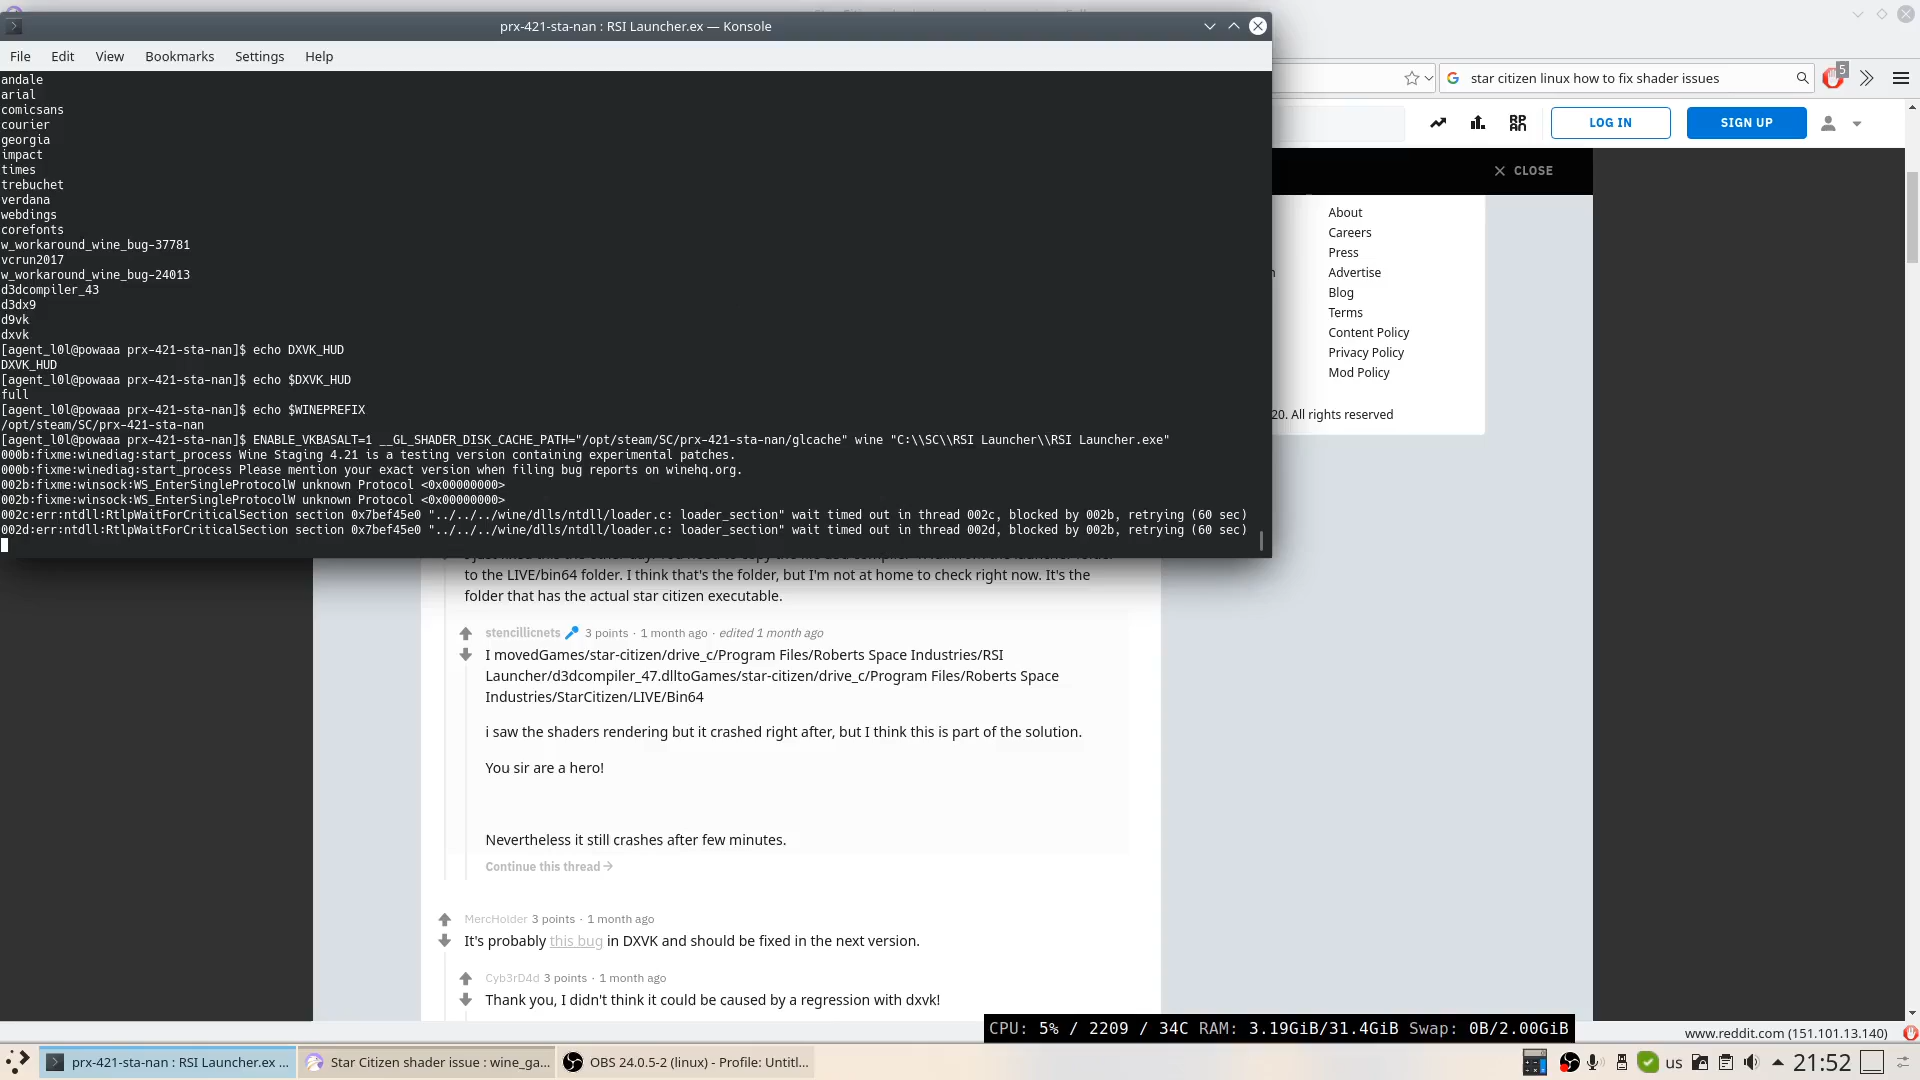 prx-421-sta-nan : RSI Launcher.ex — Konsole
File Edit View Bookmarks Settings Help
andale
arial
comicsans
courier
georgia
impact
times
trebuchet
verdana
webdings
corefonts
w_workaround_wine_bug-37781
vcrun2017
w_workaround_wine_bug-24013
d3dcompiler_43
d3dx9
d9vk
dxvk
[agent_l0l@powaaa prx-421-sta-nan]$ echo DXVK_HUD
DXVK_HUD
[agent_l0l@powaaa prx-421-sta-nan]$ echo $DXVK_HUD
full
[agent_l0l@powaaa prx-421-sta-nan]$ echo $WINEPREFIX
/opt/steam/SC/prx-421-sta-nan
[agent_l0l@powaaa prx-421-sta-nan]$ ENABLE_VKBASALT=1 __GL_SHADER_DISK_CACHE_PATH="/opt/steam/SC/prx-421-sta-nan/glcache" wine "C:\\SC\\RSI Launcher\\RSI Launcher.exe"
000b:fixme:winediag:start_process Wine Staging 4.21 is a testing version containing experimental patches.
000b:fixme:winediag:start_process Please mention your exact version when filing bug reports on winehq.org.
002b:fixme:winsock:WS_EnterSingleProtocolW unknown Protocol <0x00000000>
002b:fixme:winsock:WS_EnterSingleProtocolW unknown Protocol <0x00000000>
002c:err:ntdll:RtlpWaitForCriticalSection section 0x7bef45e0 "../../../wine/dlls/ntdll/loader.c: loader_section" wait timed out in thread 002c, blocked by 002b, retrying (60 sec)
002d:err:ntdll:RtlpWaitForCriticalSection section 0x7bef45e0 "../../../wine/dlls/ntdll/loader.c: loader_section" wait timed out in thread 002d, blocked by 002b, retrying (60 sec)
star citizen linux how to fix shader issues
5
LOG IN
SIGN UP
CLOSE
About
Careers
Press
Advertise
Blog
Terms
Content Policy
Privacy Policy
Mod Policy
20. All rights reserved
to the LIVE/bin64 folder. I think that's the folder, but I'm not at home to check right now. It's the
folder that has the actual star citizen executable.
stencillicnets 3 points · 1 month ago · edited 1 month ago
I movedGames/star-citizen/drive_c/Program Files/Roberts Space Industries/RSI
Launcher/d3dcompiler_47.dlltoGames/star-citizen/drive_c/Program Files/Roberts Space
Industries/StarCitizen/LIVE/Bin64
i saw the shaders rendering but it crashed right after, but I think this is part of the solution.
You sir are a hero!
Nevertheless it still crashes after few minutes.
Continue this thread
MercHolder 3 points · 1 month ago
It's probably this bug in DXVK and should be fixed in the next version.
Cyb3rD4d 3 points · 1 month ago
Thank you, I didn't think it could be caused by a regression with dxvk!
CPU: 5% / 2209 / 34C RAM: 3.19GiB/31.4GiB Swap: 0B/2.00GiB
www.reddit.com (151.101.13.140)
prx-421-sta-nan : RSI Launcher.ex ...
Star Citizen shader issue : wine_ga...
OBS 24.0.5-2 (linux) - Profile: Untitl...
us
21:52